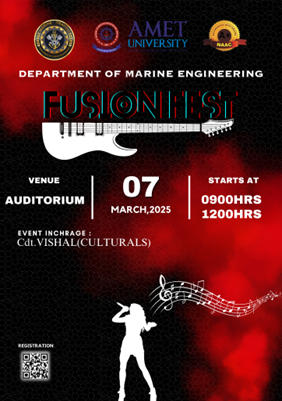 AMET
UNIVERSITY
NAAC
DEPARTMENT OF MARINE ENGINEERING
FUSION FEST
VENUE
AUDITORIUM
07
MARCH,2025
STARTS AT
0900HRS
1200HRS
EVENT INCHRAGE :
Cdt.VISHAL(CULTURALS)
REGISTRATION